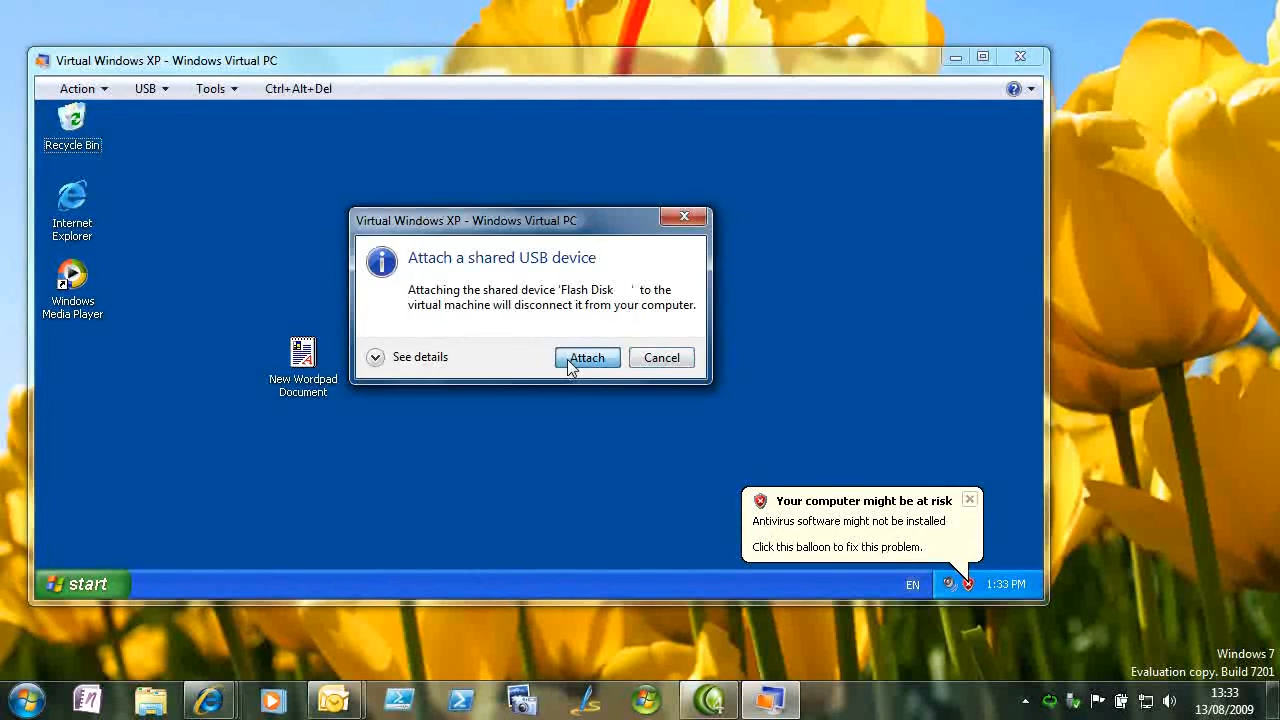 Virtual Windows XP - Windows Virtual PC
Action USB Tools Ctrl+Alt+Del
Recycle Bin
Internet
Explorer
Windows
Media Player
New Wordpad
Document
Virtual Windows XP - Windows Virtual PC
Attach a shared USB device
Attaching the shared device 'Flash Disk ' to the
virtual machine will disconnect it from your computer.
See details Attach Cancel
Your computer might be at risk
Antivirus software might not be installed
Click this balloon to fix this problem.
start EN 1:33 PM
Windows 7
Evaluation copy. Build 7201
13:33
13/08/2009